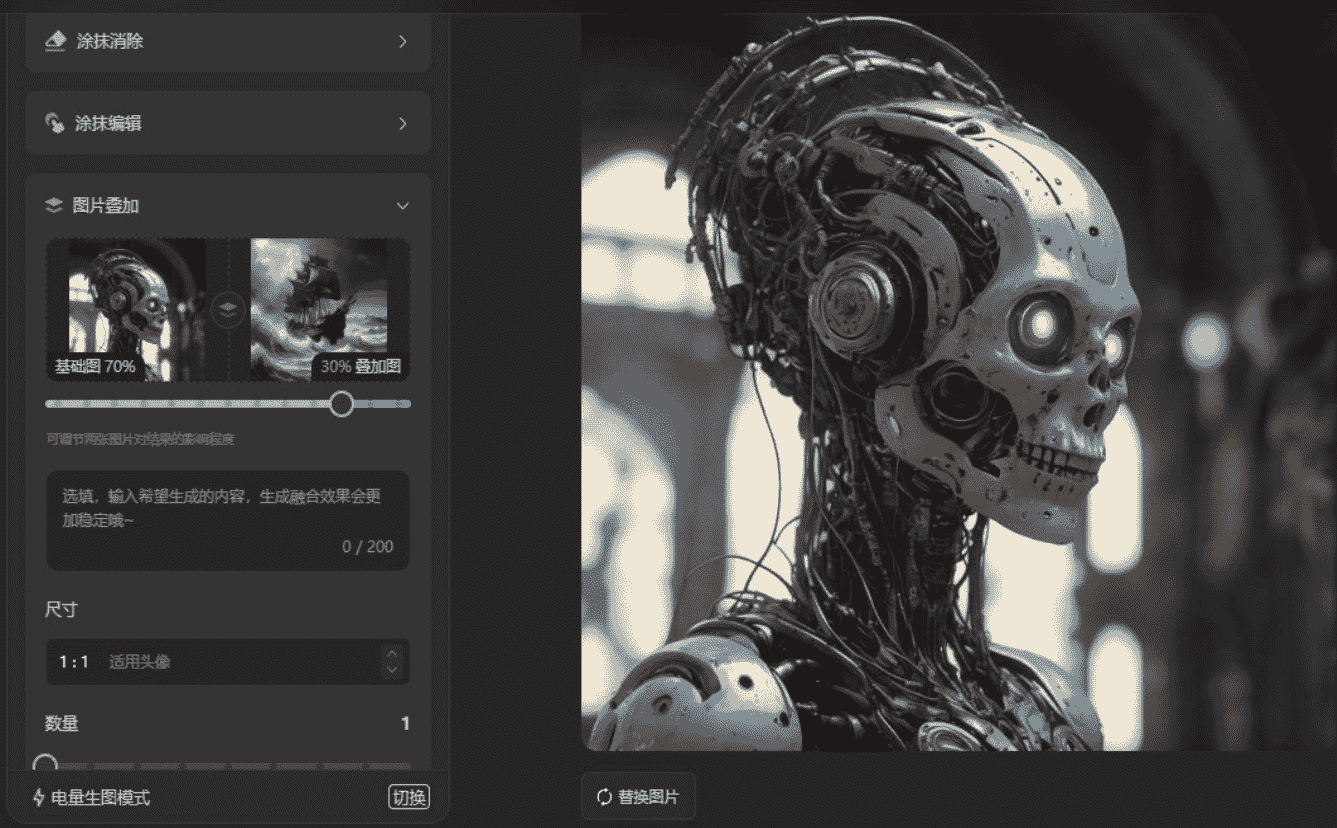 涂抹消除
涂抹编辑
图片叠加
基础图 70%
30% 叠加图
可调节两张图片对结果的影响程度
选填，输入希望生成的内容，生成融合效果会更
加稳定哦~
0 / 200
尺寸
1 : 1 适用头像
数量 1
电量生图模式 切换
替换图片